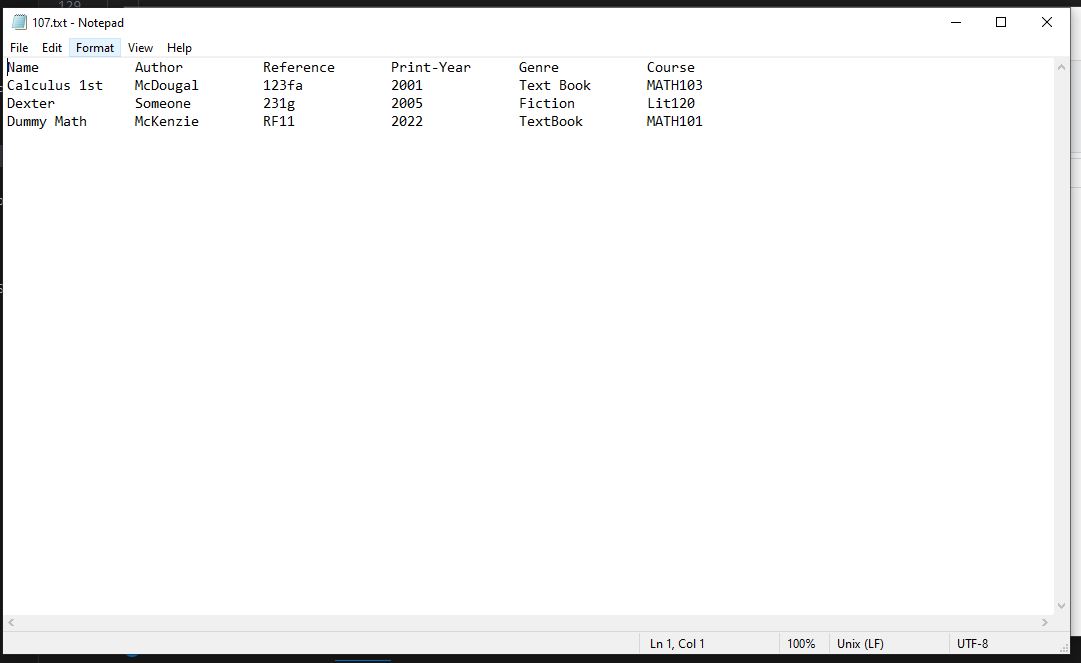 129
107.txt - Notepad
File Edit Format View Help
Name Author Reference Print-Year Genre Course
Calculus 1st McDougal 123fa 2001 Text Book MATH103
Dexter Someone 231g 2005 Fiction Lit120
Dummy Math McKenzie RF11 2022 TextBook MATH101
Ln 1, Col 1 100% Unix (LF) UTF-8